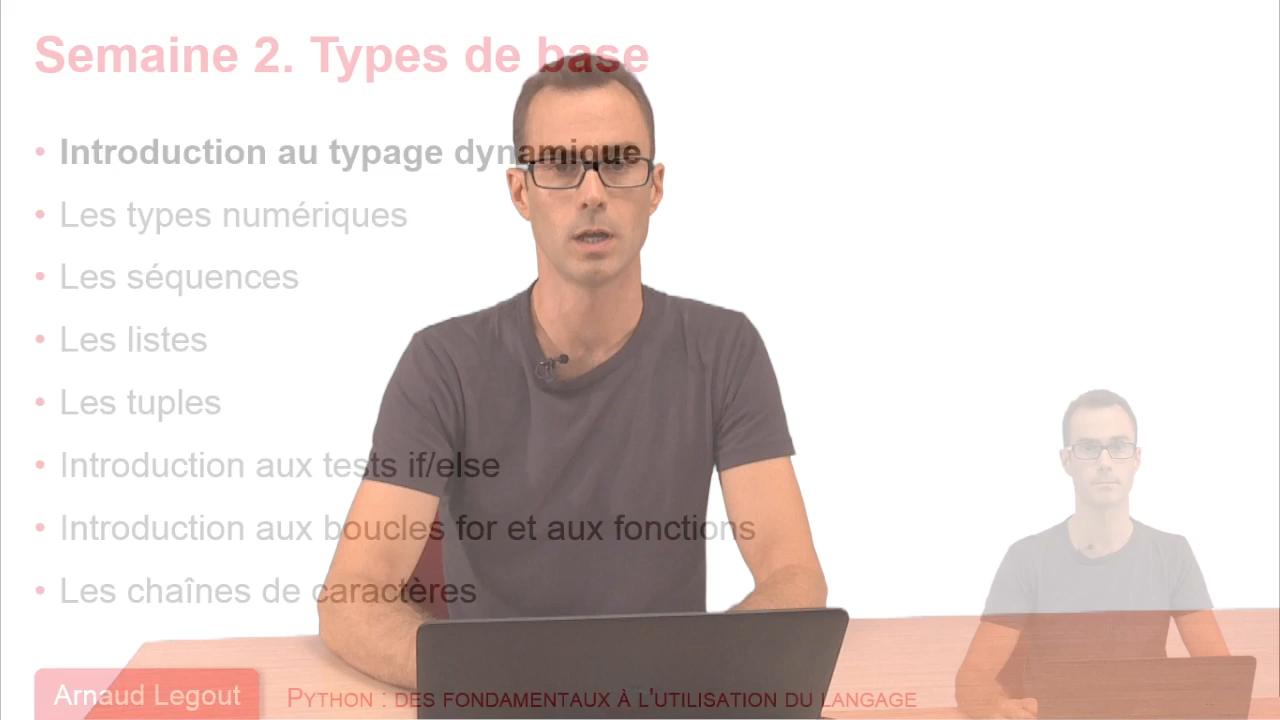 Semaine 2. Types de base
• Introduction au typage dynamique
• Les types numériques
• Les séquences
• Les listes
• Les tuples
• Introduction aux tests if/else
• Introduction aux boucles for et aux fonctions
• Les chaînes de caractères
Arnaud Legout PYTHON : DES FONDAMENTAUX À L'UTILISATION DU LANGAGE